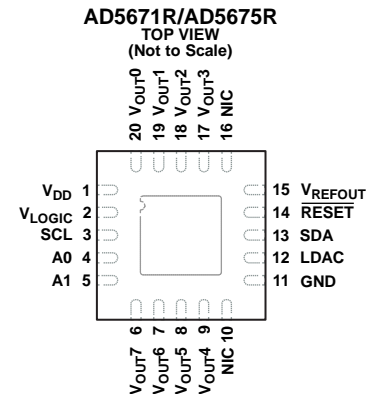 AD5671R/AD5675R
TOP VIEW
(Not to Scale)
20 VOUT0
19 VOUT1
18 VOUT2
17 VOUT3
16 NIC
VDD 1
VLOGIC 2
SCL 3
A0 4
A1 5
15 VREFOUT
14 RESET
13 SDA
12 LDAC
11 GND
VOUT7 6
VOUT6 7
VOUT5 8
VOUT4 9
NIC 10